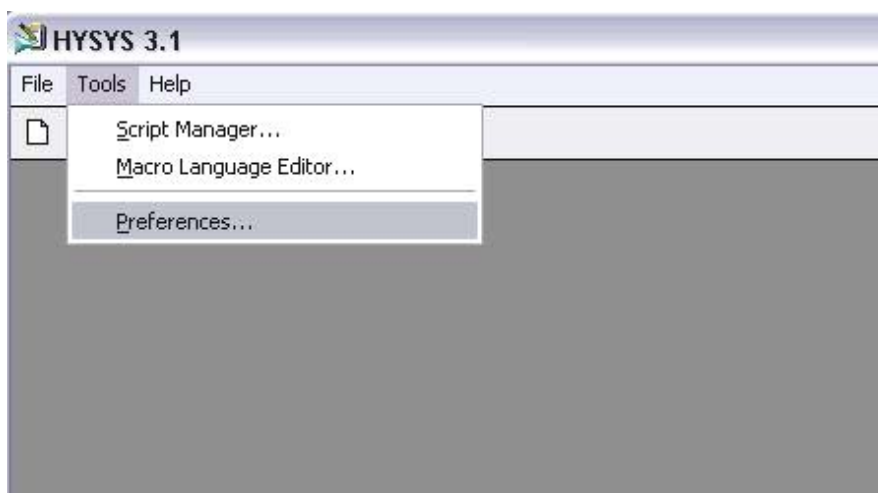 HYSYS 3.1
File Tools Help
Script Manager...
Macro Language Editor...
Preferences...